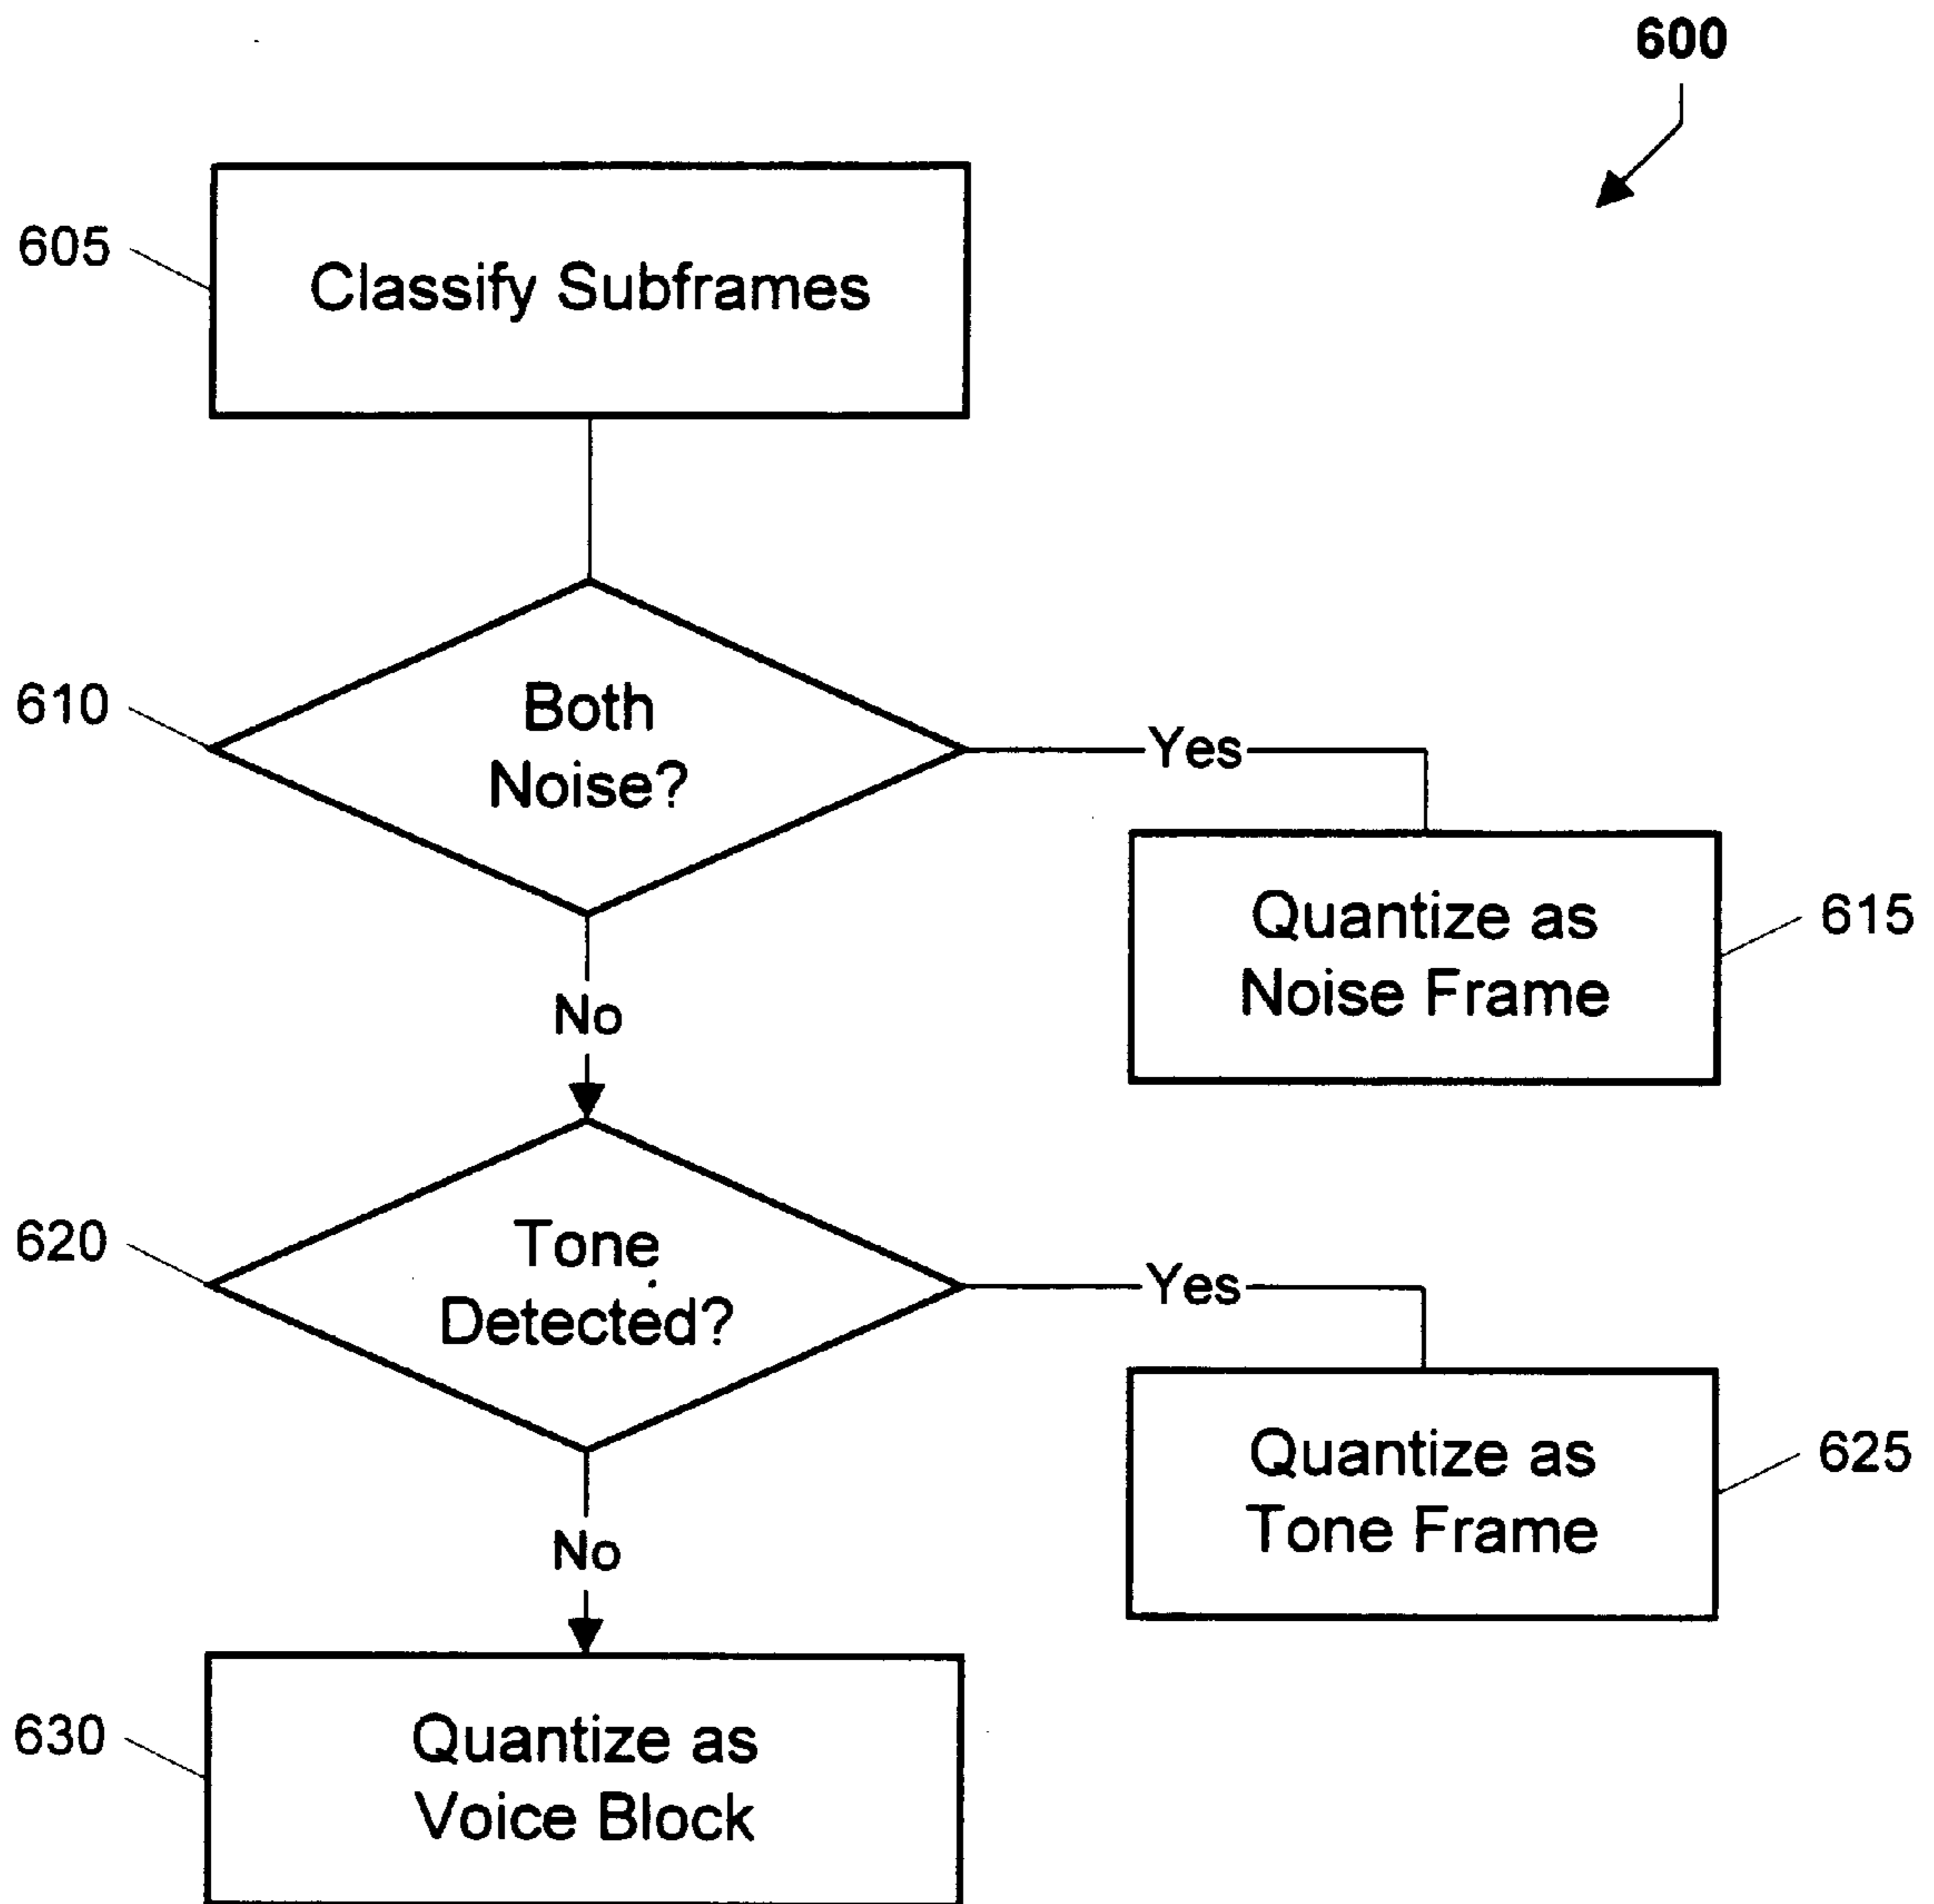 600
605
Classify Subframes
610
Both
Noise?
Yes
Quantize as
Noise Frame
615
No
620
Tone
Detected?
Yes
Quantize as
Tone Frame
625
No
630
Quantize as
Voice Block